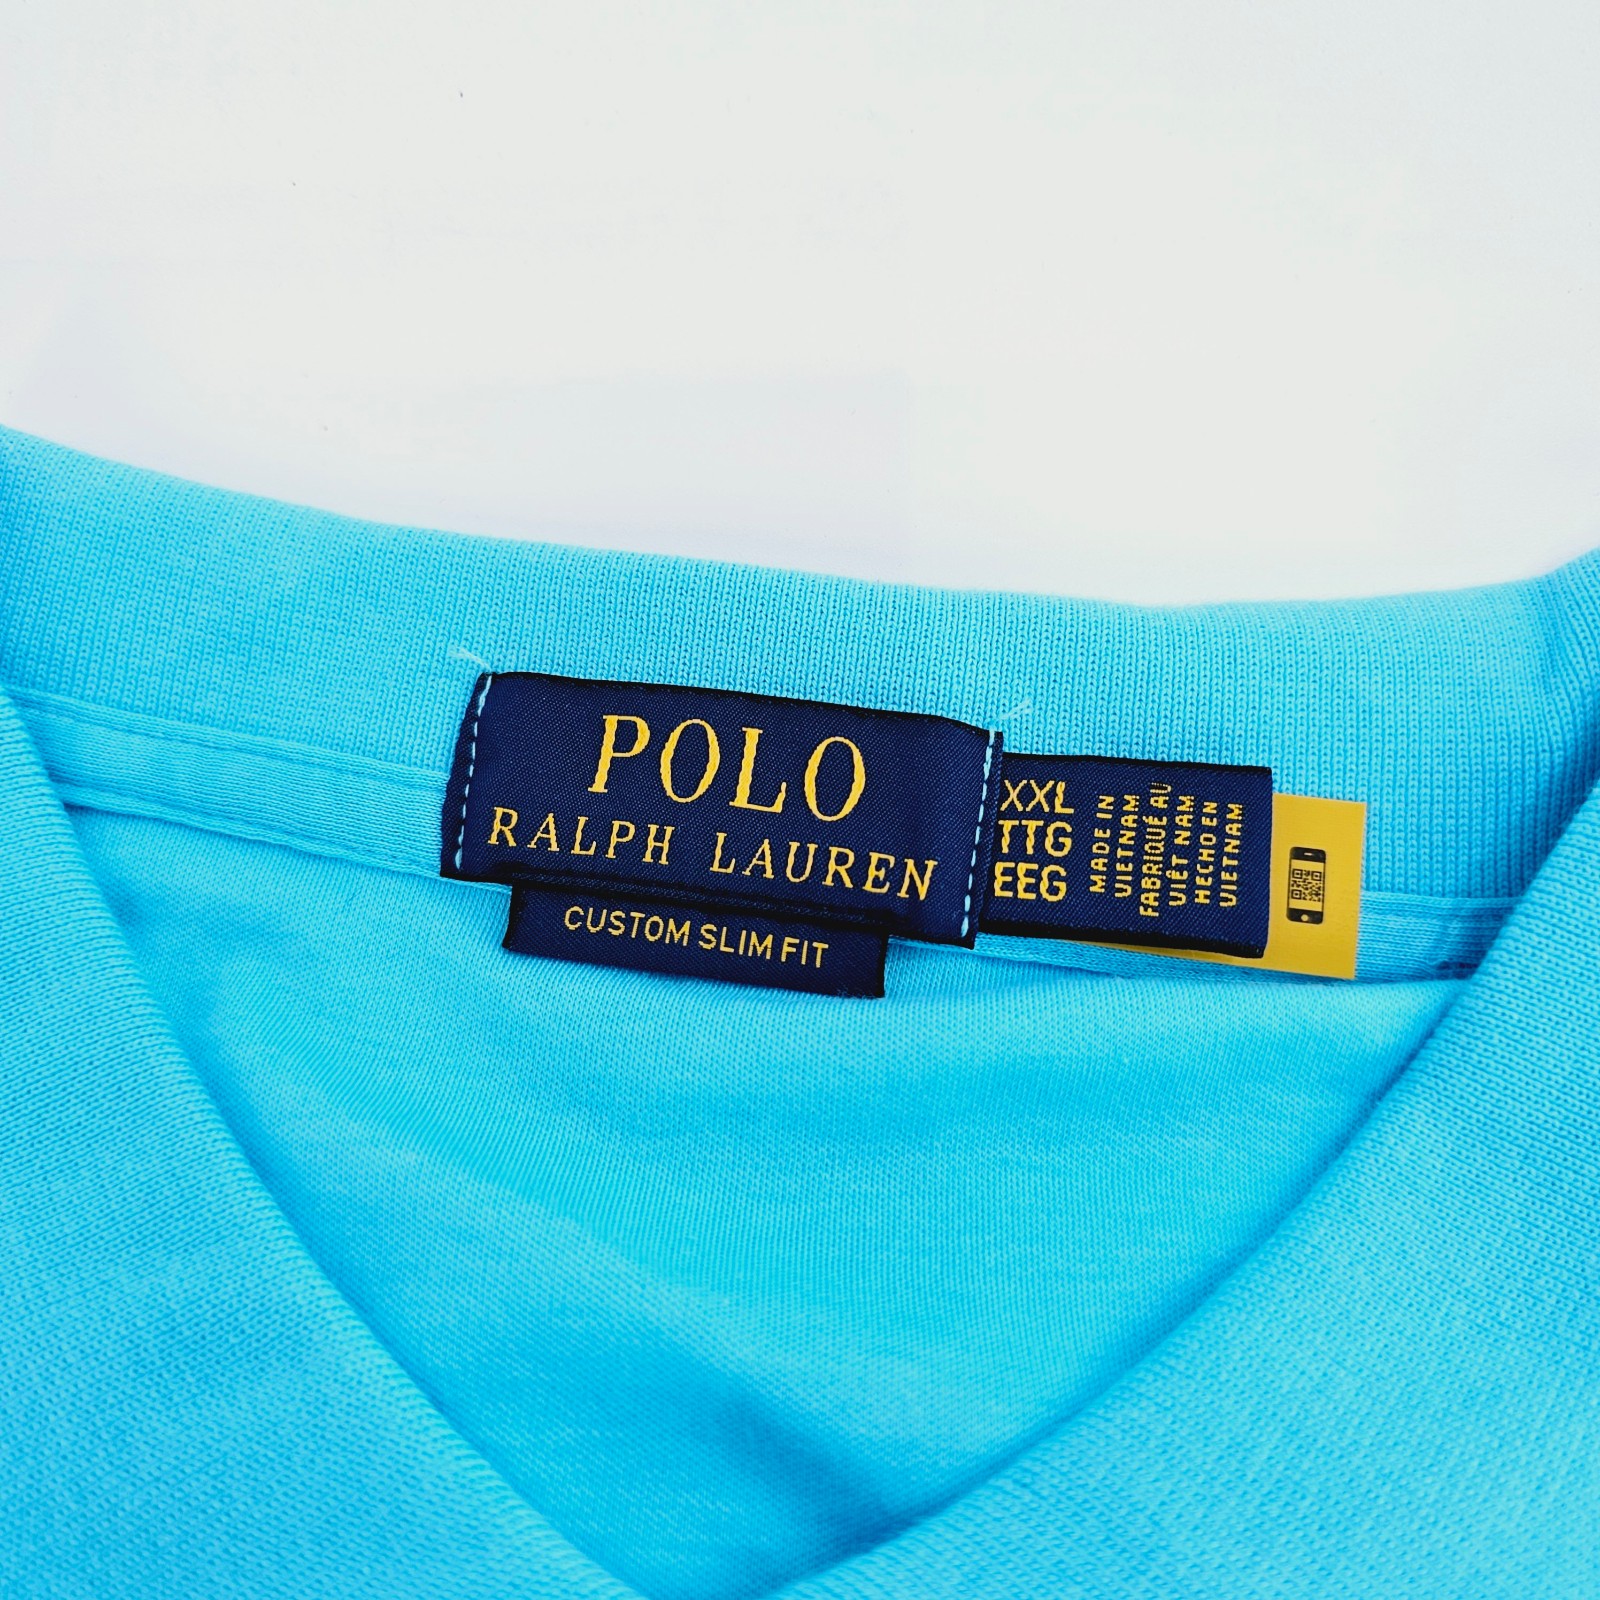 POLO
RALPH LAUREN
CUSTOM SLIM FIT
XXL
TTG
EEG
MADE IN
VIETNAM
FABRIQUÉ AU
VIÊT NAM
HECHO EN
VIETNAM